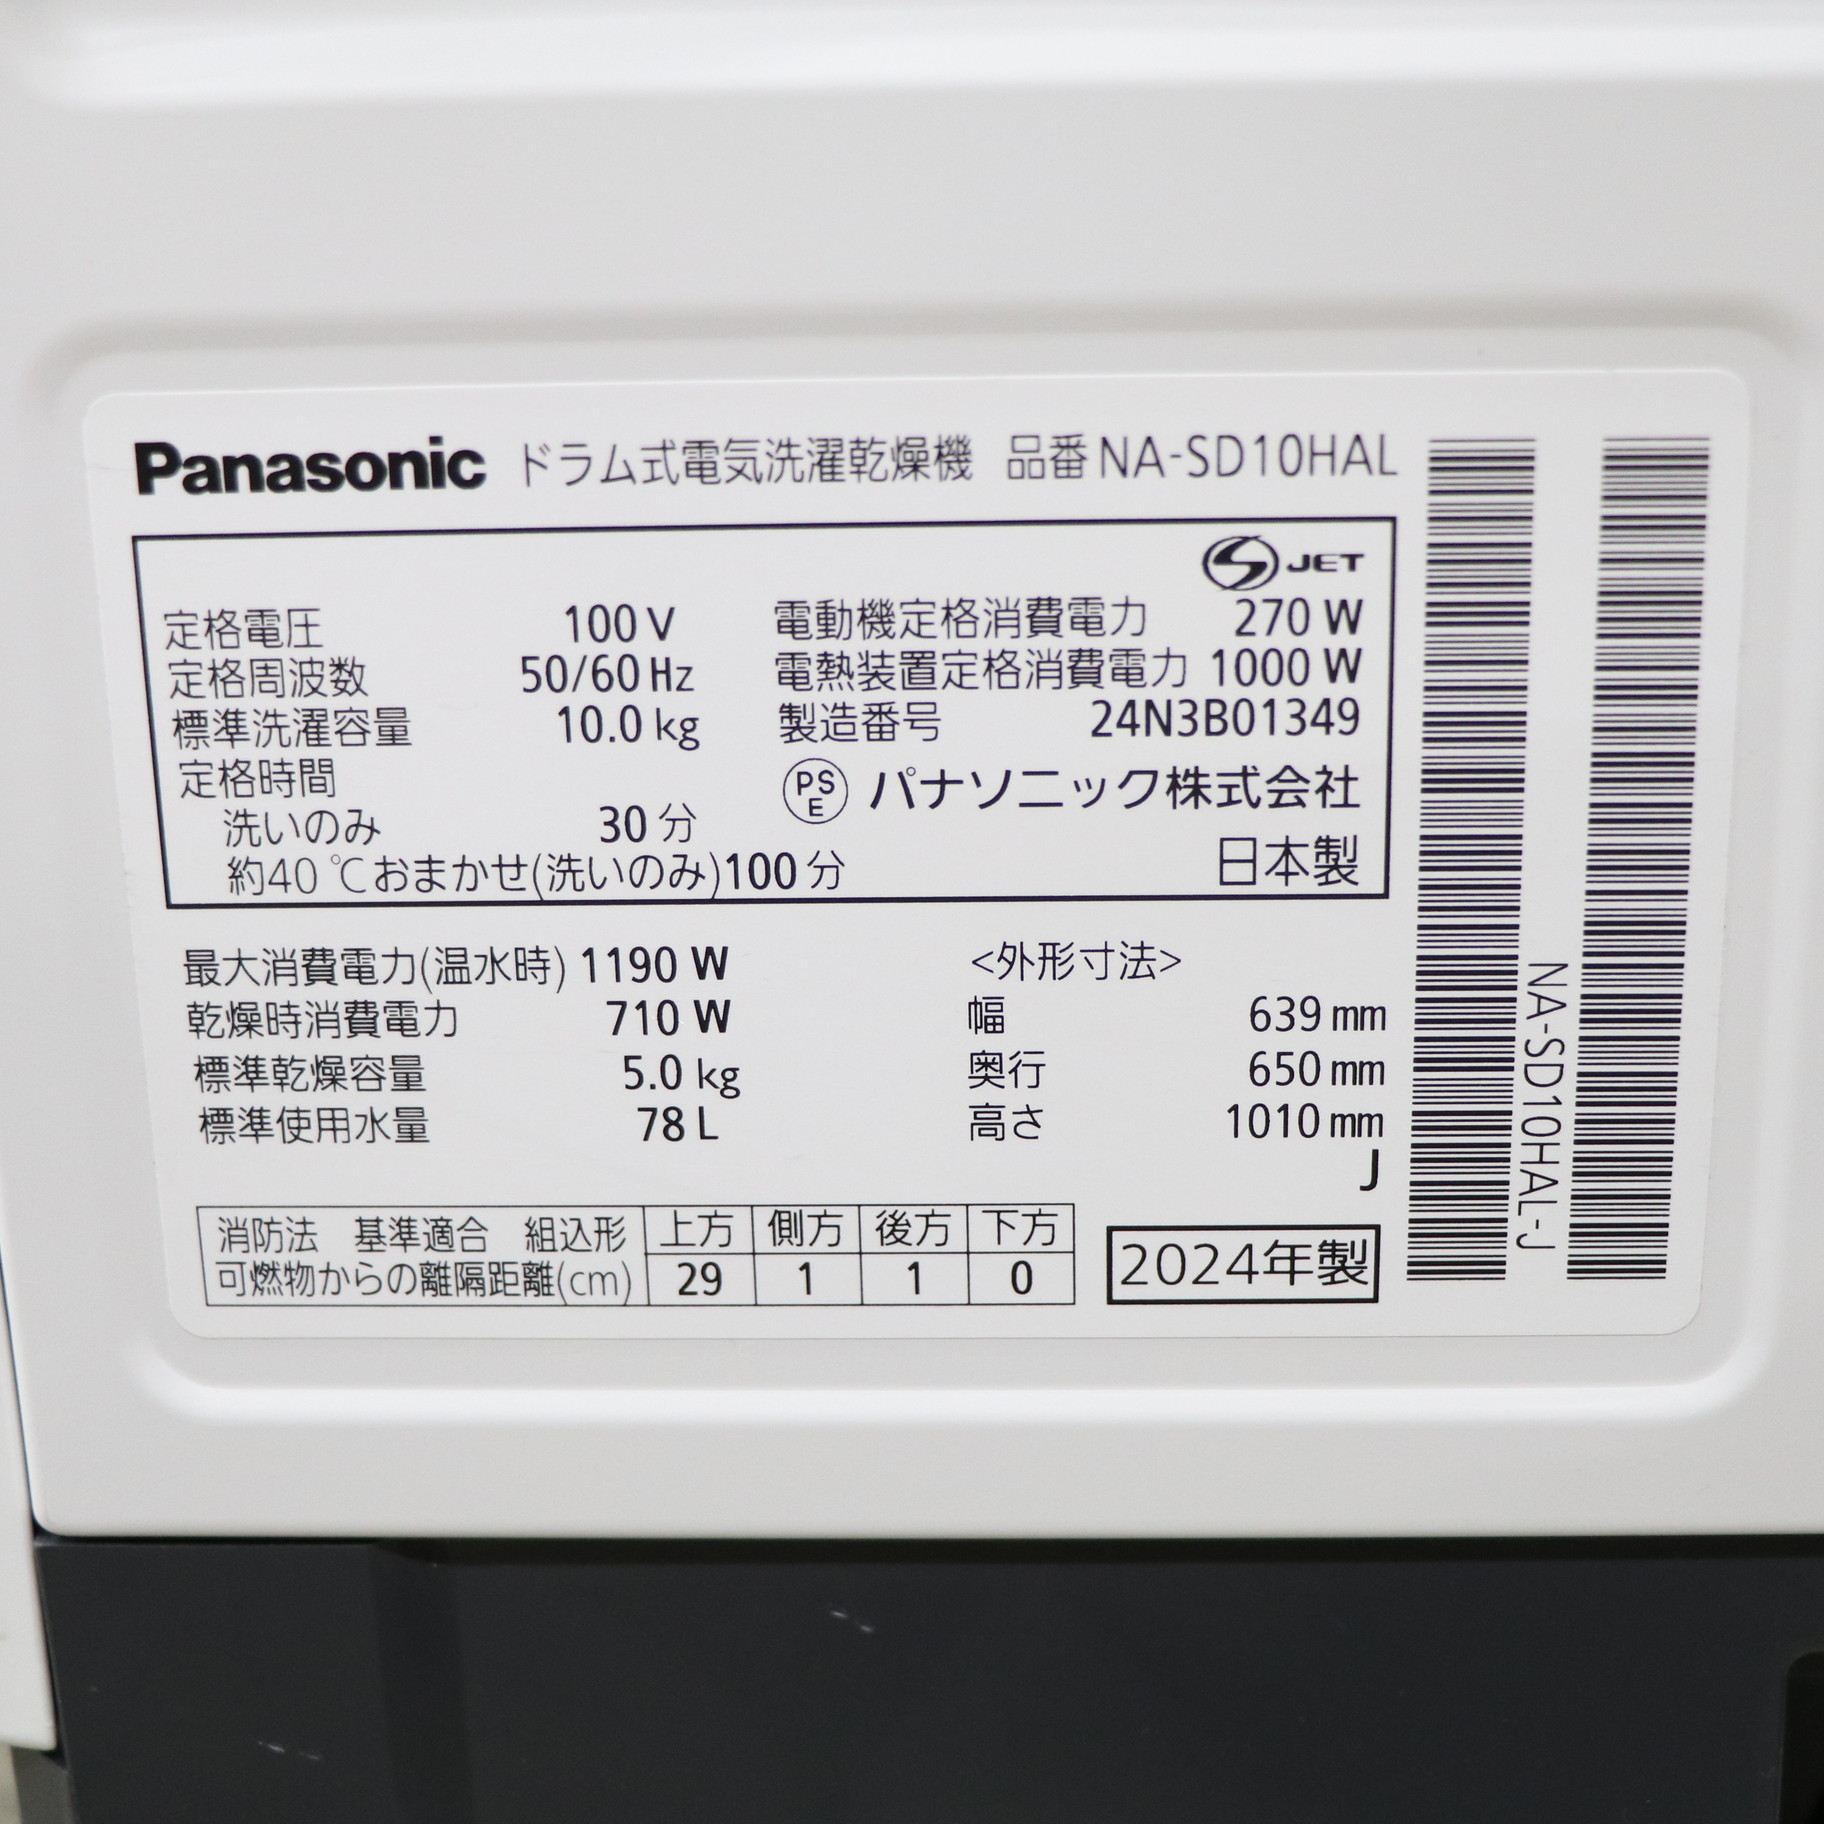 Panasonic ドラム式電気洗濯乾燥機 品番 NA-SD10HAL
JET
定格電圧 100 V
定格周波数 50/60 Hz
標準洗濯容量 10.0 kg
定格時間
洗いのみ 30 分
約40℃おまかせ(洗いのみ)100 分
電動機定格消費電力 270 W
電熱装置定格消費電力 1000 W
製造番号 24N3B01349
PSE パナソニック株式会社
日本製
最大消費電力(温水時) 1190 W
乾燥時消費電力 710 W
標準乾燥容量 5.0 kg
標準使用水量 78 L
<外形寸法>
幅 639 mm
奥行 650 mm
高さ 1010 mm
J
消防法 基準適合 組込形 上方 側方 後方 下方
可燃物からの離隔距離(cm) 29 1 1 0
2024年製
NA-SD10HAL-J